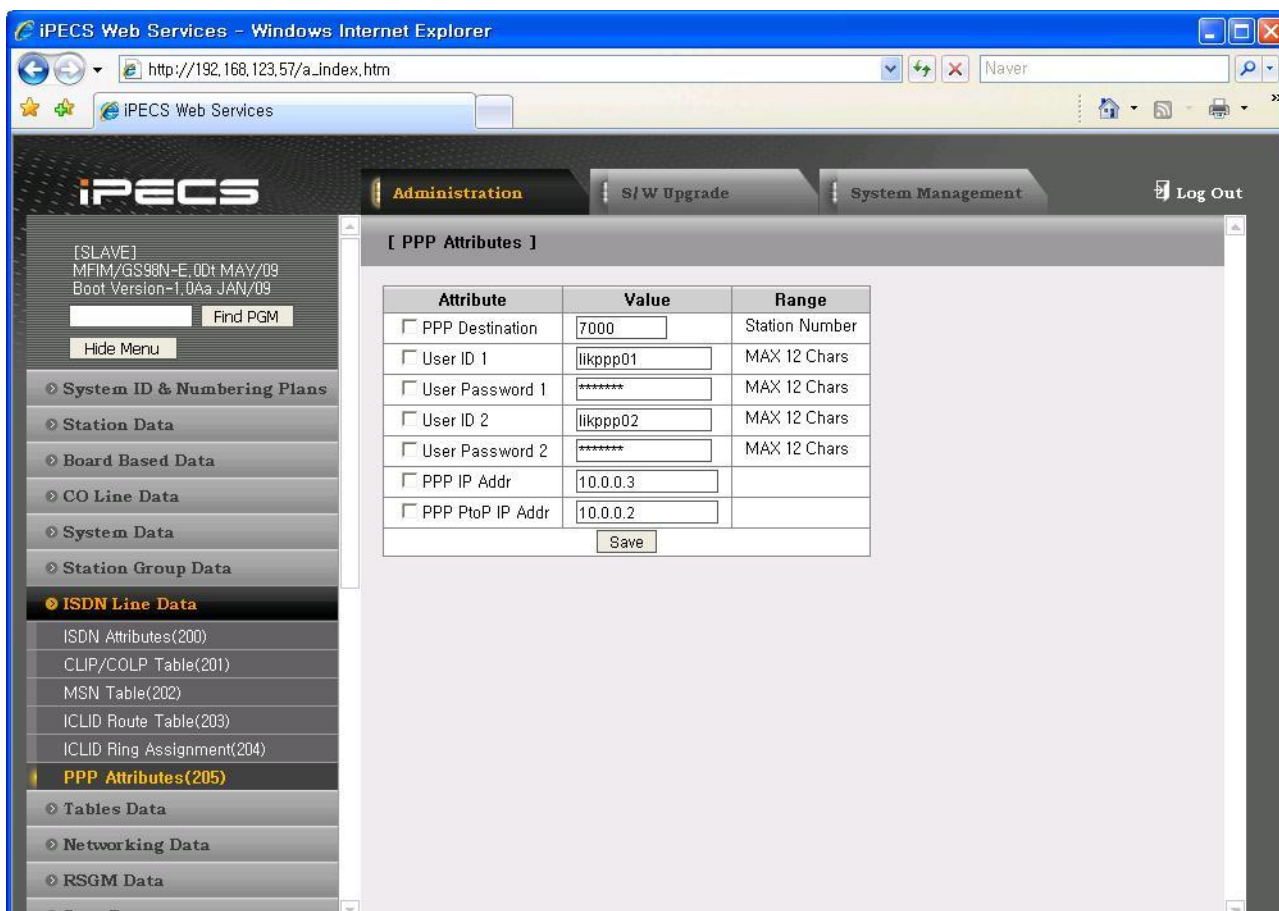 iPECS Web Services - Windows Internet Explorer
http://192,168,123,57/a_index,htm
Naver
iPECS Web Services
iPECS
Administration
S/W Upgrade
System Management
Log Out
[SLAVE]
MFIM/GS98N-E,0Dt MAY/09
Boot Version-1,0Aa JAN/09
Find PGM
Hide Menu
System ID & Numbering Plans
Station Data
Board Based Data
CO Line Data
System Data
Station Group Data
ISDN Line Data
ISDN Attributes(200)
CLIP/COLP Table(201)
MSN Table(202)
ICLID Route Table(203)
ICLID Ring Assignment(204)
PPP Attributes(205)
Tables Data
Networking Data
RSGM Data
[ PPP Attributes ]
Attribute Value Range
PPP Destination 7000 Station Number
User ID 1 likppp01 MAX 12 Chars
User Password 1 ******* MAX 12 Chars
User ID 2 likppp02 MAX 12 Chars
User Password 2 ******* MAX 12 Chars
PPP IP Addr 10.0.0.3
PPP PtoP IP Addr 10.0.0.2
Save